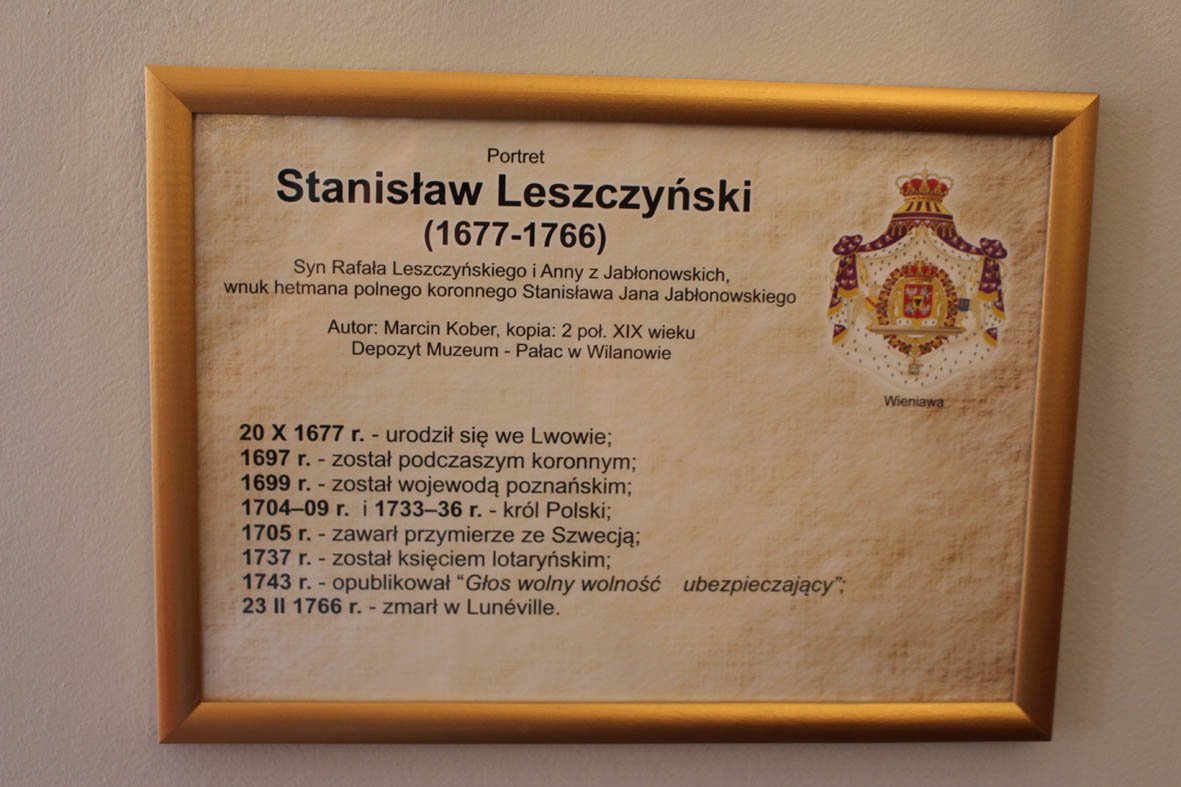 Portret
Stanisław Leszczyński
(1677-1766)
Syn Rafała Leszczyńskiego i Anny z Jabłonowskich,
wnuk hetmana polnego koronnego Stanisława Jana Jabłonowskiego
Autor: Marcin Kober, kopia: 2 poł. XIX wieku
Depozyt Muzeum - Pałac w Wilanowie
Wieniawa
20 X 1677 r. - urodził się we Lwowie;
1697 r. - został podczaszym koronnym;
1699 r. - został wojewodą poznańskim;
1704–09 r. i 1733–36 r. - król Polski;
1705 r. - zawarł przymierze ze Szwecją;
1737 r. - został księciem lotaryńskim;
1743 r. - opublikował “Głos wolny wolność ubezpieczający”;
23 II 1766 r. - zmarł w Lunéville.